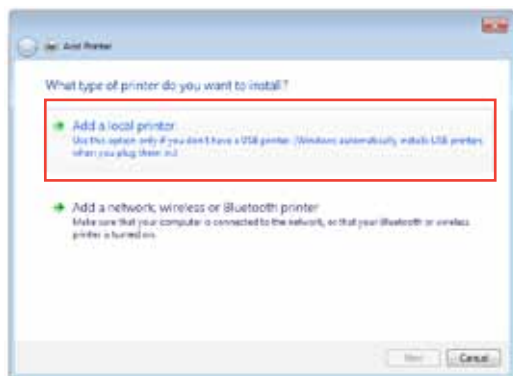 Add Printer
What type of printer do you want to install?
Add a local printer
Use this option only if you don't have a USB printer. (Windows automatically installs USB printers
when you plug them in.)
Add a network, wireless or Bluetooth printer
Make sure that your computer is connected to the network, or that your Bluetooth or wireless
printer is turned on.
Next Cancel